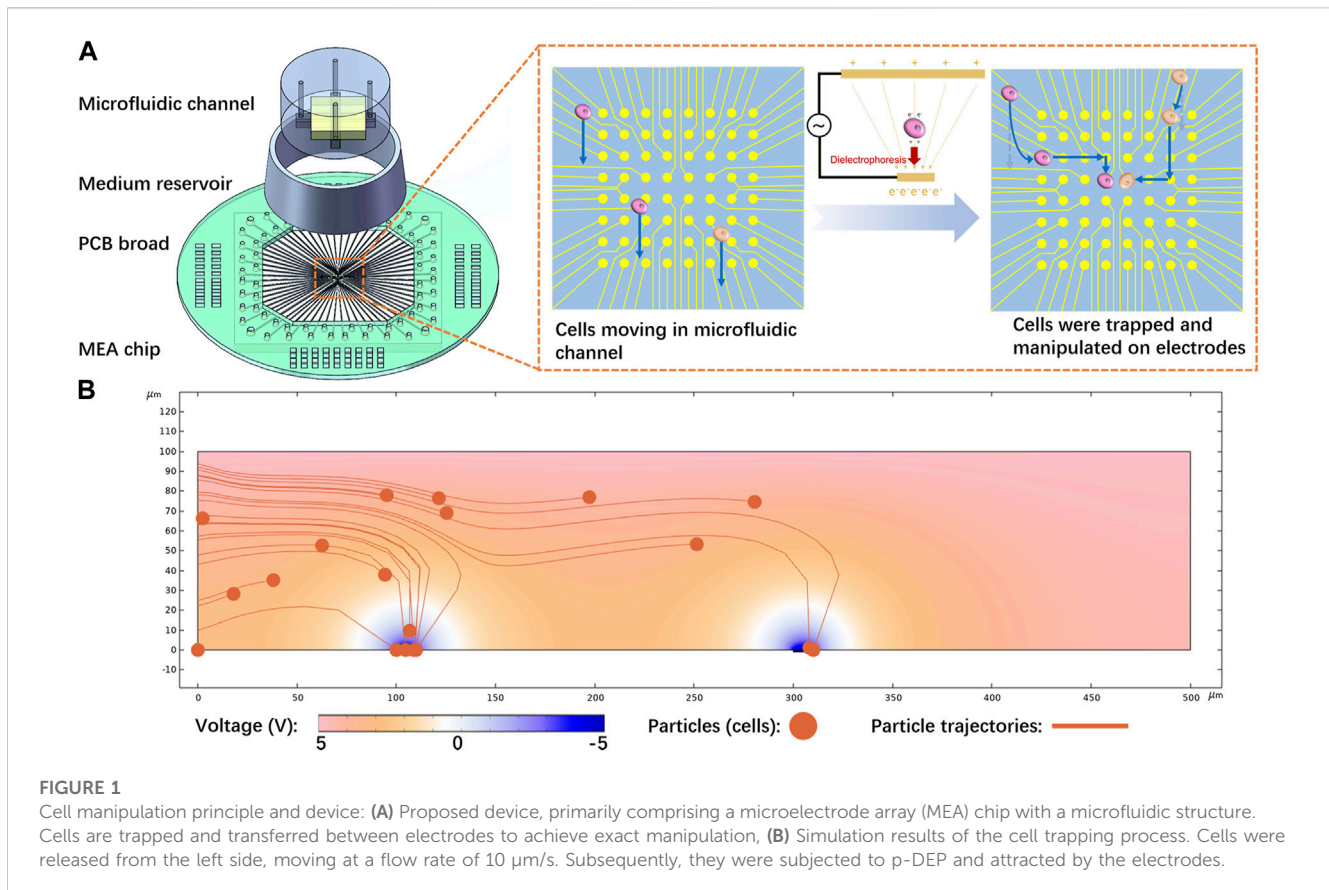 A
Microfluidic channel
Medium reservoir
PCB broad
MEA chip
Cells moving in microfluidic
channel
+ + + + +
~
e⁻ e⁻
Dielectrophoresis
e⁻e⁻e⁻e⁻e⁻
Cells were trapped and
manipulated on electrodes
B
μm
120
110
100
90
80
70
60
50
40
30
20
10
0
-10
0 50 100 150 200 250 300 350 400 450 500 μm
Voltage (V):
5 0 -5
Particles (cells):
Particle trajectories:
FIGURE 1
Cell manipulation principle and device: (A) Proposed device, primarily comprising a microelectrode array (MEA) chip with a microfluidic structure.
Cells are trapped and transferred between electrodes to achieve exact manipulation, (B) Simulation results of the cell trapping process. Cells were
released from the left side, moving at a flow rate of 10 μm/s. Subsequently, they were subjected to p-DEP and attracted by the electrodes.